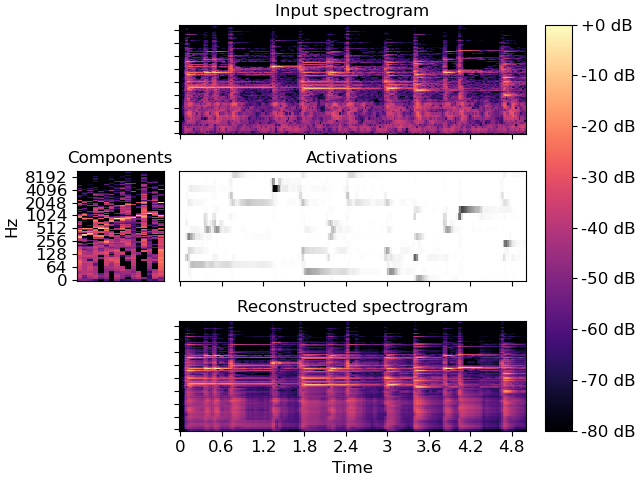 Input spectrogram
+0 dB
-10 dB
-20 dB
-30 dB
-40 dB
-50 dB
-60 dB
-70 dB
-80 dB
Components
Activations
8192
4096
2048
1024
512
256
128
64
0
Hz
Reconstructed spectrogram
0 0.6 1.2 1.8 2.4 3 3.6 4.2 4.8
Time